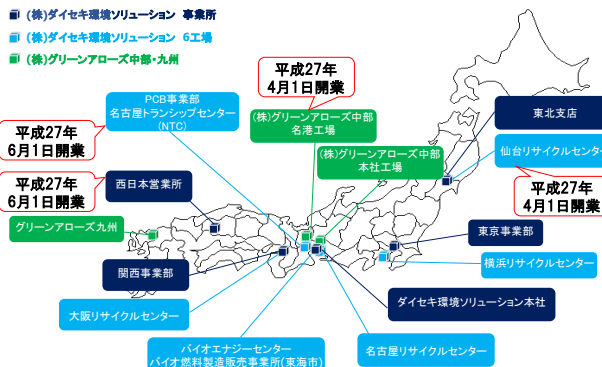 (株)ダイセキ環境ソリューション 事業所
(株)ダイセキ環境ソリューション 6工場
(株)グリーンアローズ中部・九州
平成27年
4月1日開業
PCB事業部
名古屋トランシップセンター
(NTC)
(株)グリーンアローズ中部
名港工場
東北支店
平成27年
6月1日開業
(株)グリーンアローズ中部
本社工場
仙台リサイクルセンター
平成27年
6月1日開業
西日本営業所
平成27年
4月1日開業
グリーンアローズ九州
東京事業部
関西事業部
横浜リサイクルセンター
大阪リサイクルセンター
ダイセキ環境ソリューション本社
バイオエナジーセンター
バイオ燃料製造販売事業所(東海市)
名古屋リサイクルセンター